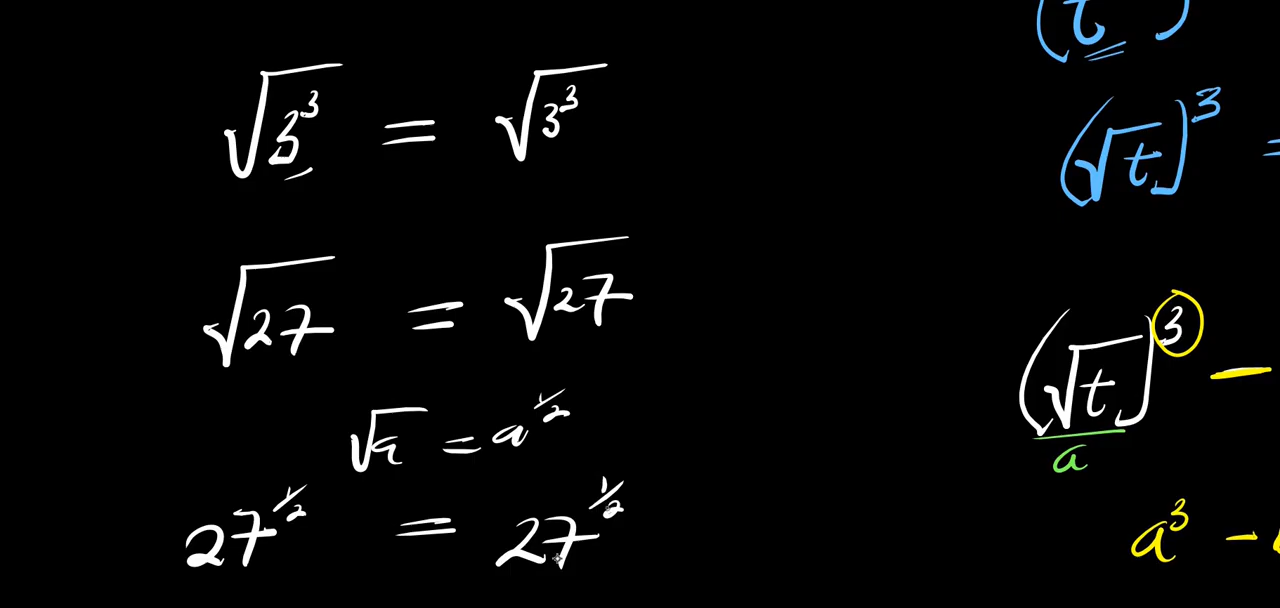 √3³ = √3³
√27 = √27
√a = a^½
27^½ = 27^½
(t )
(√t)³ =
(√t)³ −
a
a³ −